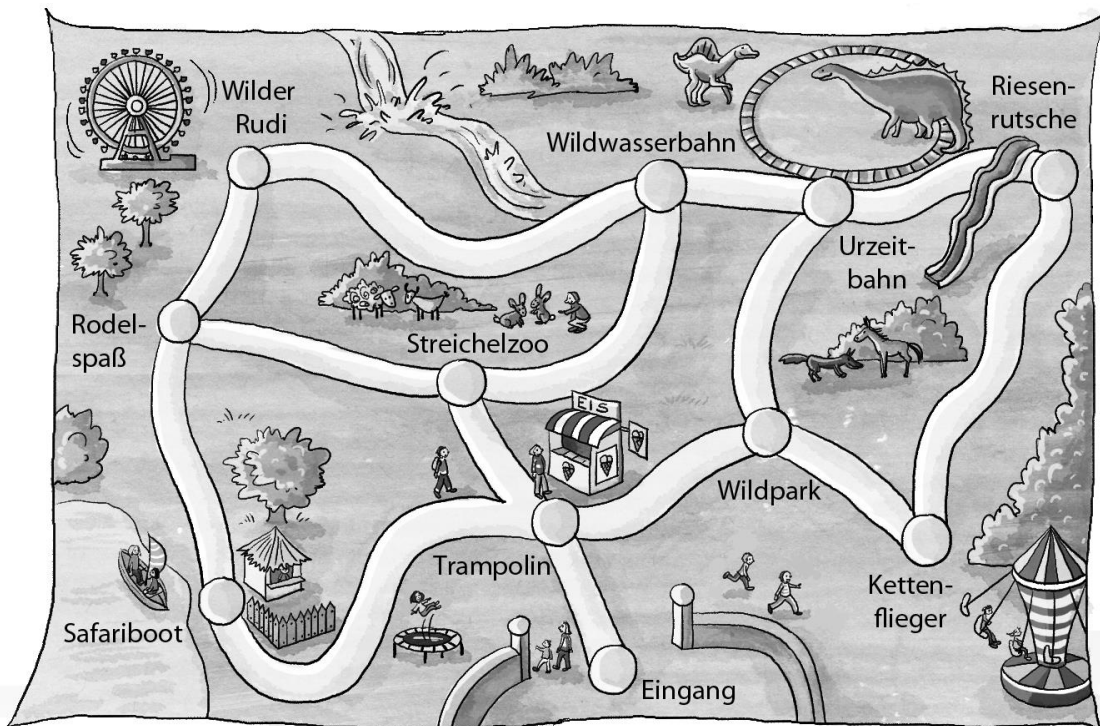 Wilder
Rudi
Wildwasserbahn
Riesen-
rutsche
Urzeit-
bahn
Rodel-
spaß
Streichelzoo
EIS
Wildpark
Trampolin
Ketten-
flieger
Safariboot
Eingang